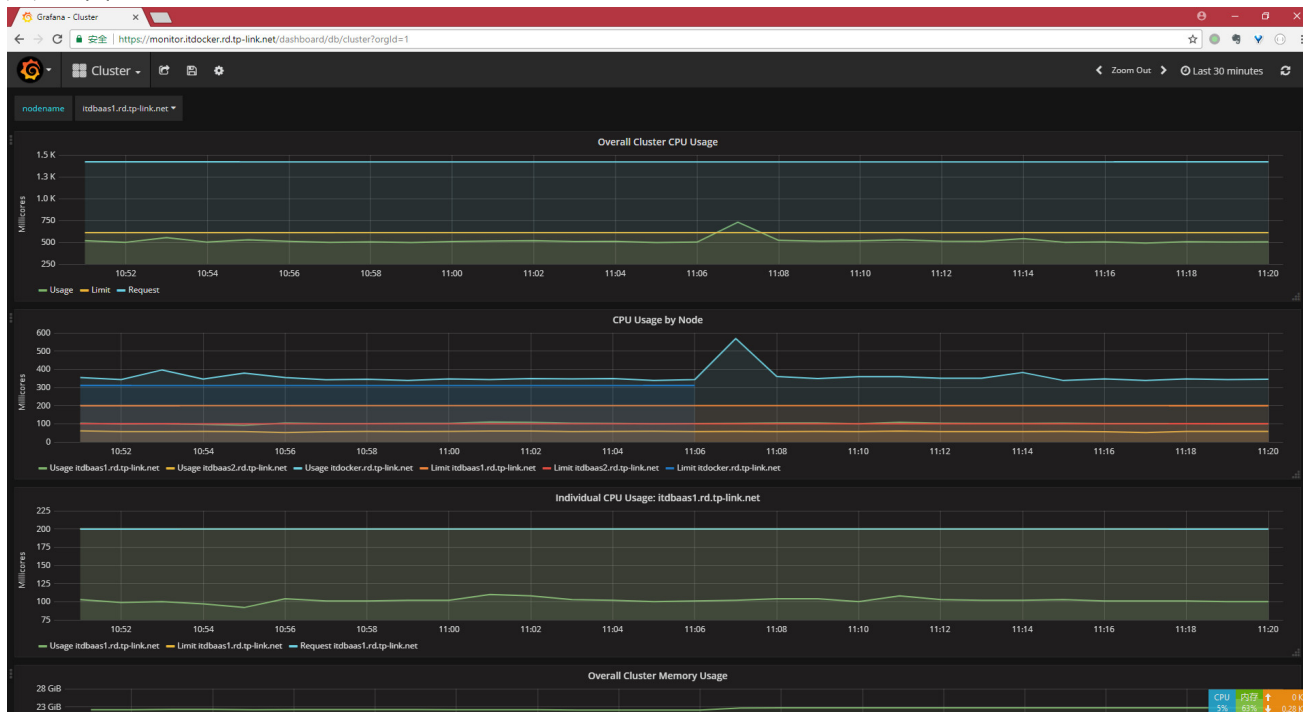 Grafana - Cluster
安全 | https://monitor.itdocker.rd.tp-link.net/dashboard/db/cluster?orgId=1
Cluster
Zoom Out
Last 30 minutes
nodename
itdbaas1.rd.tp-link.net
Overall Cluster CPU Usage
Millicores
1.5 K
1.3 K
1.0 K
750
500
250
10:52 10:54 10:56 10:58 11:00 11:02 11:04 11:06 11:08 11:10 11:12 11:14 11:16 11:18 11:20
Usage Limit Request
CPU Usage by Node
Millicores
600
500
400
300
200
100
0
10:52 10:54 10:56 10:58 11:00 11:02 11:04 11:06 11:08 11:10 11:12 11:14 11:16 11:18 11:20
Usage itdbaas1.rd.tp-link.net Usage itdbaas2.rd.tp-link.net Usage itdocker.rd.tp-link.net Limit itdbaas1.rd.tp-link.net Limit itdbaas2.rd.tp-link.net Limit itdocker.rd.tp-link.net
Individual CPU Usage: itdbaas1.rd.tp-link.net
Millicores
225
200
175
150
125
100
75
10:52 10:54 10:56 10:58 11:00 11:02 11:04 11:06 11:08 11:10 11:12 11:14 11:16 11:18 11:20
Usage itdbaas1.rd.tp-link.net Limit itdbaas1.rd.tp-link.net Request itdbaas1.rd.tp-link.net
Overall Cluster Memory Usage
28 GiB
23 GiB
CPU 内存 0 K
5% 63% 0.28 K